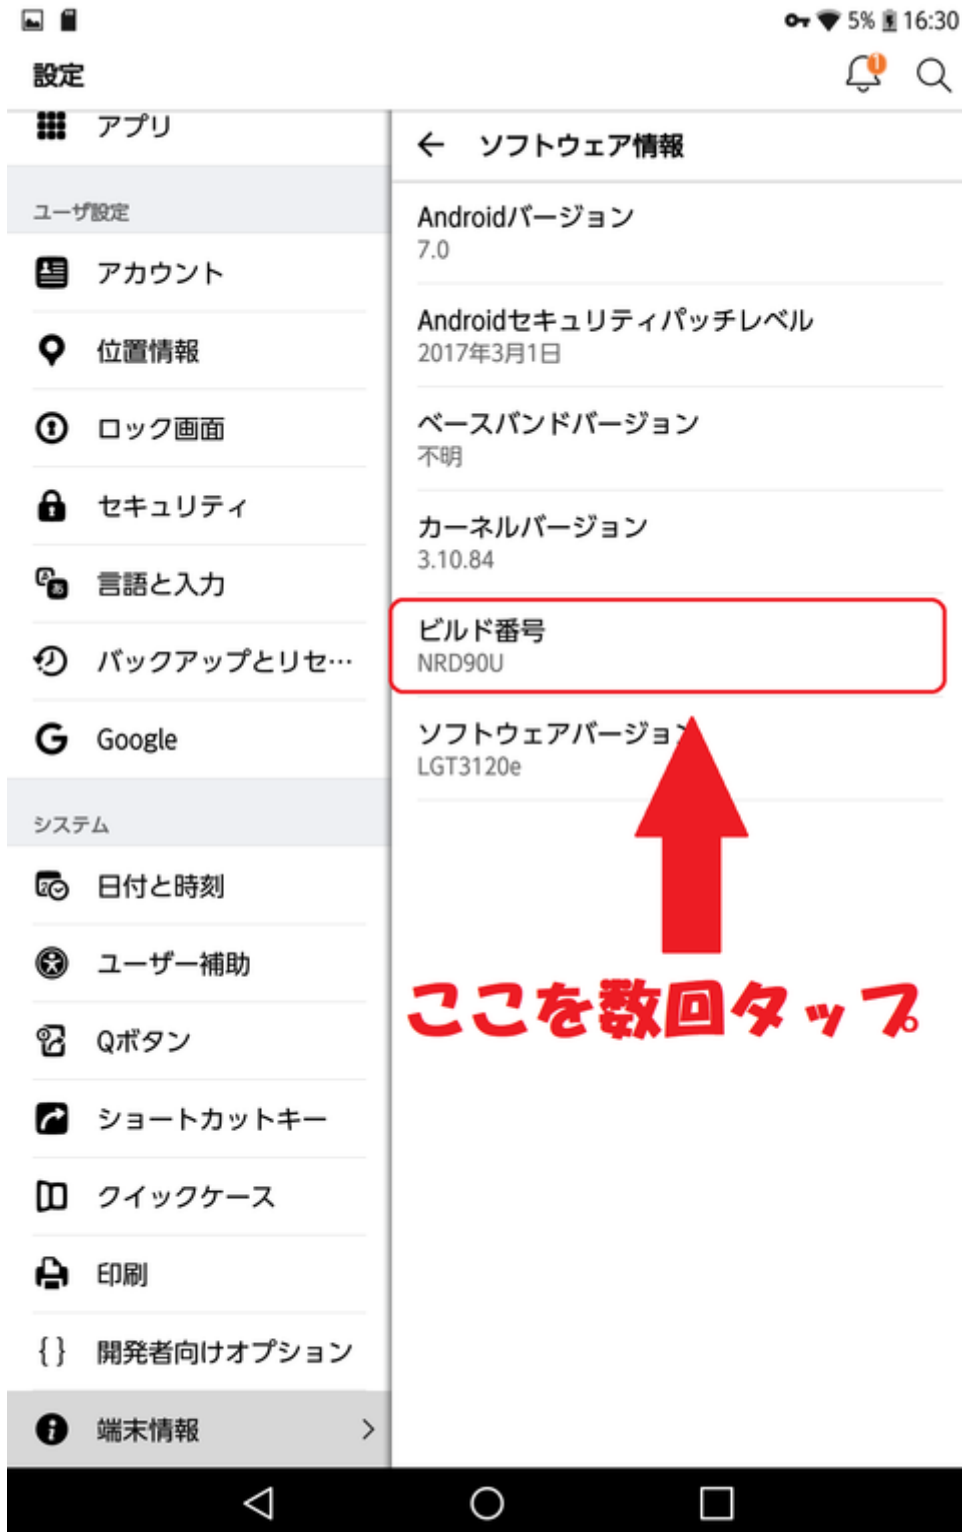 5% 16:30
設定
1
アプリ
ユーザ設定
アカウント
位置情報
ロック画面
セキュリティ
言語と入力
バックアップとリセ…
Google
システム
日付と時刻
ユーザー補助
Qボタン
ショートカットキー
クイックケース
印刷
開発者向けオプション
端末情報
ソフトウェア情報
Androidバージョン
7.0
Androidセキュリティパッチレベル
2017年3月1日
ベースバンドバージョン
不明
カーネルバージョン
3.10.84
ビルド番号
NRD90U
ソフトウェアバージョン
LGT3120e
ここを数回タップ